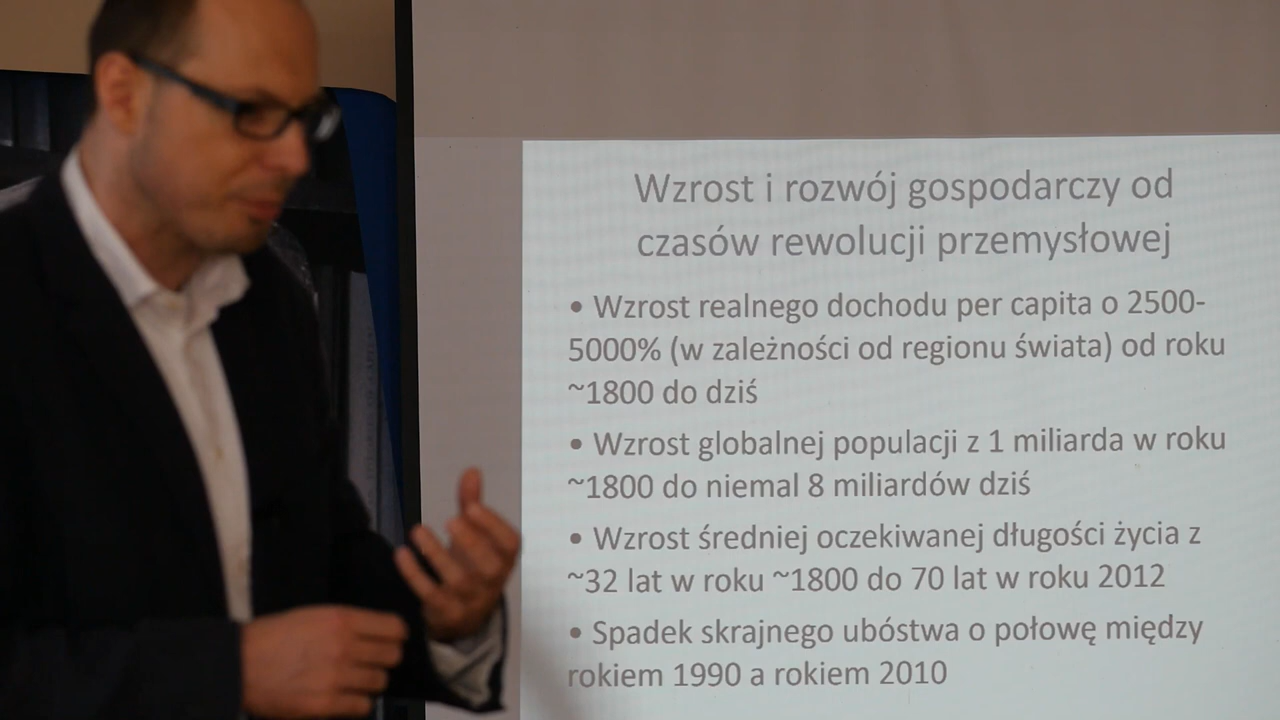 Wzrost i rozwój gospodarczy od
czasów rewolucji przemysłowej
• Wzrost realnego dochodu per capita o 2500-
5000% (w zależności od regionu świata) od roku
~1800 do dziś
• Wzrost globalnej populacji z 1 miliarda w roku
~1800 do niemal 8 miliardów dziś
• Wzrost średniej oczekiwanej długości życia z
~32 lat w roku ~1800 do 70 lat w roku 2012
• Spadek skrajnego ubóstwa o połowę między
rokiem 1990 a rokiem 2010